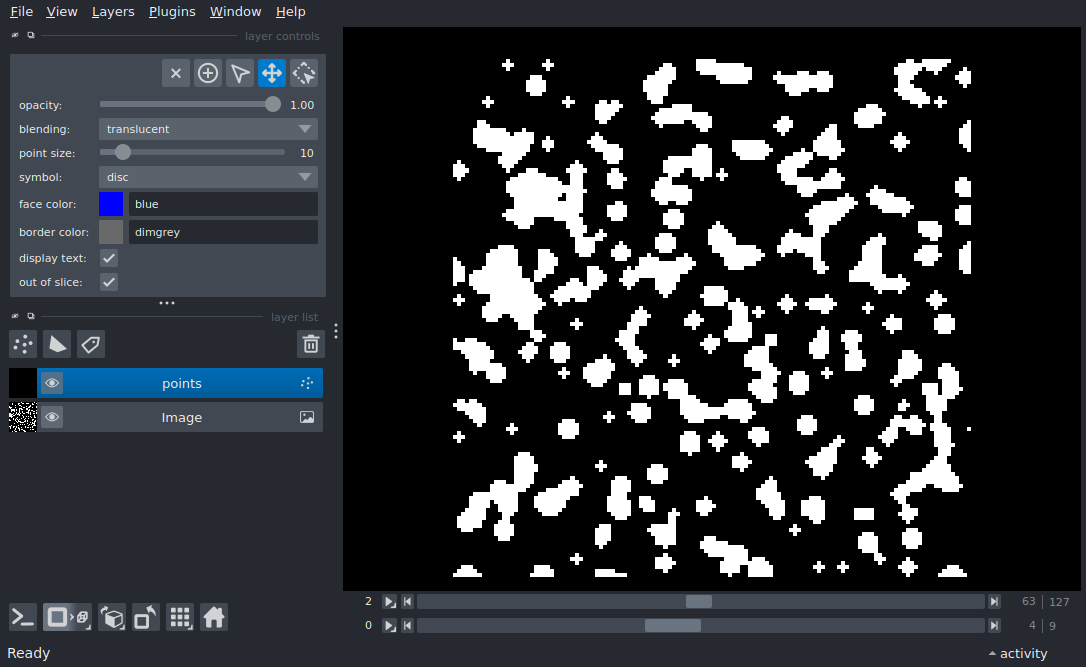 File View Layers Plugins Window Help
layer controls
opacity: 1.00
blending: translucent
point size: 10
symbol: disc
face color: blue
border color: dimgrey
display text:
out of slice:
layer list
points
Image
2 63 | 127
0 4 | 9
Ready activity